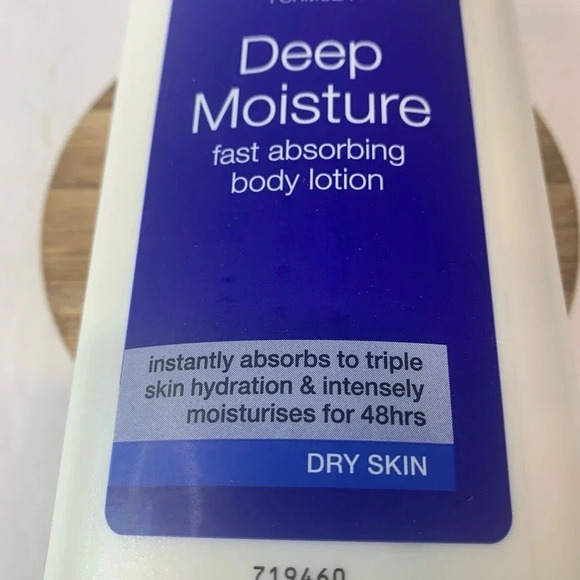 Deep
Moisture
fast absorbing
body lotion
instantly absorbs to triple
skin hydration & intensely
moisturises for 48hrs
DRY SKIN
719460